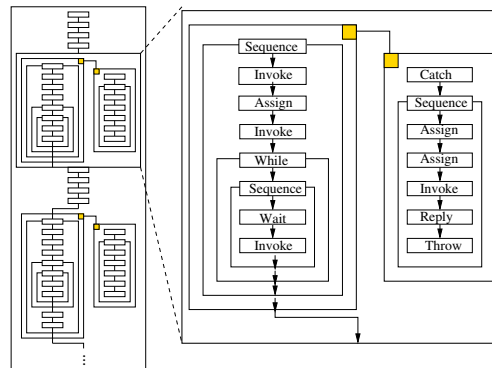 Sequence
Invoke
Assign
Invoke
While
Sequence
Wait
Invoke
Catch
Sequence
Assign
Assign
Invoke
Reply
Throw